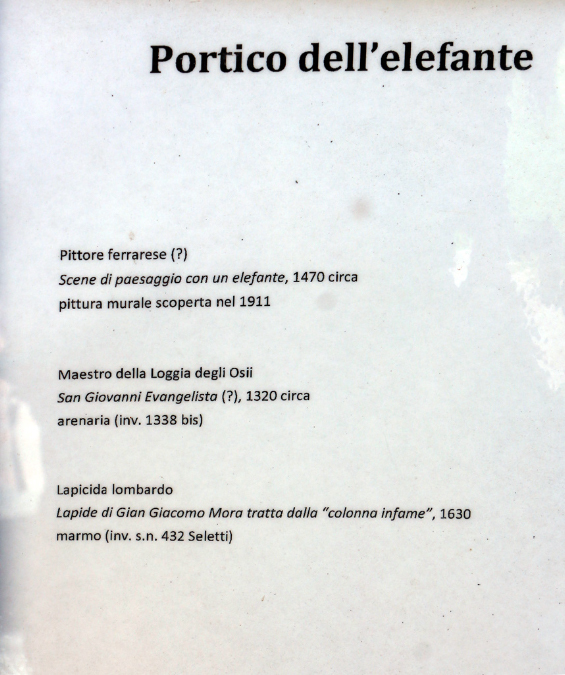 Portico dell’elefante
Pittore ferrarese (?)
Scene di paesaggio con un elefante, 1470 circa
pittura murale scoperta nel 1911
Maestro della Loggia degli Osii
San Giovanni Evangelista (?), 1320 circa
arenaria (inv. 1338 bis)
Lapicida lombardo
Lapide di Gian Giacomo Mora tratta dalla “colonna infame”, 1630
marmo (inv. s.n. 432 Seletti)